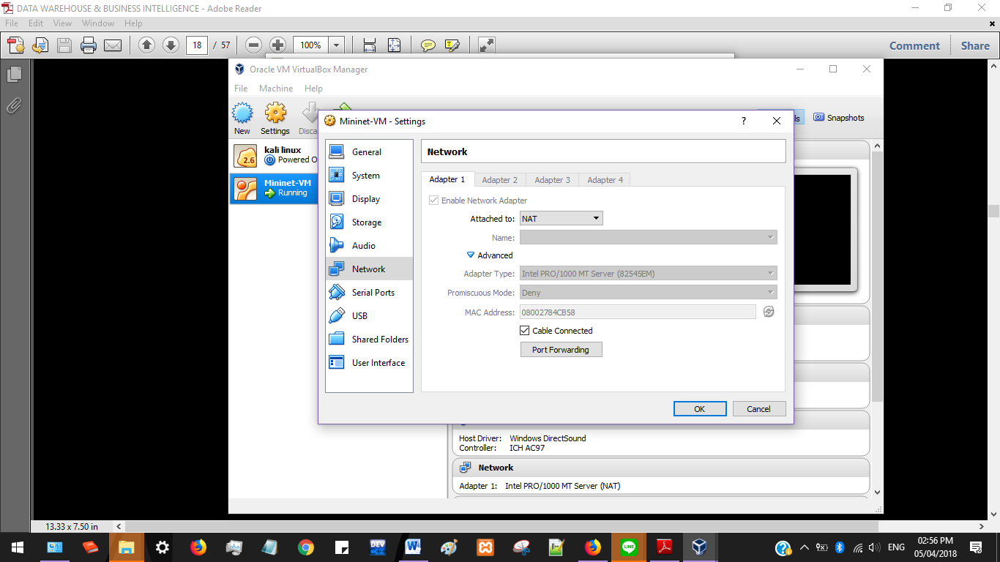 DATA WAREHOUSE & BUSINESS INTELLIGENCE - Adobe Reader
File Edit View Window Help
18 / 57 100% Comment Share
Oracle VM VirtualBox Manager
File Machine Help
New Settings Disca
ls Snapshots
kali linux
2.6 Powered O
Mininet-VM
Running
Mininet-VM - Settings ?
General
System
Display
Storage
Audio
Network
Serial Ports
USB
Shared Folders
User Interface
Network
Adapter 1 Adapter 2 Adapter 3 Adapter 4
Enable Network Adapter
Attached to: NAT
Name:
Advanced
Adapter Type: Intel PRO/1000 MT Server (82545EM)
Promiscuous Mode: Deny
MAC Address: 08002784CB58
Cable Connected
Port Forwarding
OK Cancel
Host Driver: Windows DirectSound
Controller: ICH AC97
Network
Adapter 1: Intel PRO/1000 MT Server (NAT)
13.33 x 7.50 in
DEV LINE ENG 02:56 PM
05/04/2018